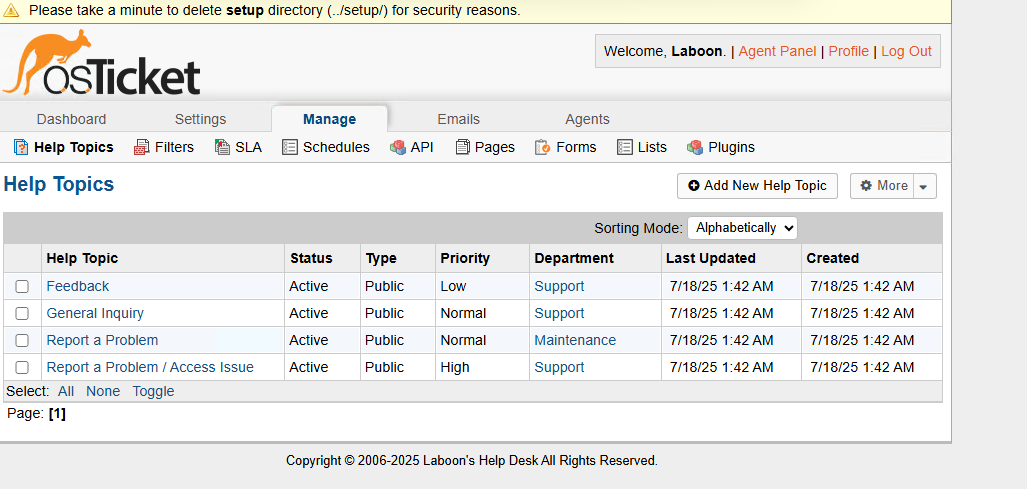 Please take a minute to delete setup directory (../setup/) for security reasons.
osTicket
Welcome, Laboon. | Agent Panel | Profile | Log Out
Dashboard Settings Manage Emails Agents
Help Topics Filters SLA Schedules API Pages Forms Lists Plugins
Help Topics
Add New Help Topic More
Sorting Mode: Alphabetically
Help Topic Status Type Priority Department Last Updated Created
Feedback Active Public Low Support 7/18/25 1:42 AM 7/18/25 1:42 AM
General Inquiry Active Public Normal Support 7/18/25 1:42 AM 7/18/25 1:42 AM
Report a Problem Active Public Normal Maintenance 7/18/25 1:42 AM 7/18/25 1:42 AM
Report a Problem / Access Issue Active Public High Support 7/18/25 1:42 AM 7/18/25 1:42 AM
Select: All None Toggle
Page: [1]
Copyright © 2006-2025 Laboon's Help Desk All Rights Reserved.